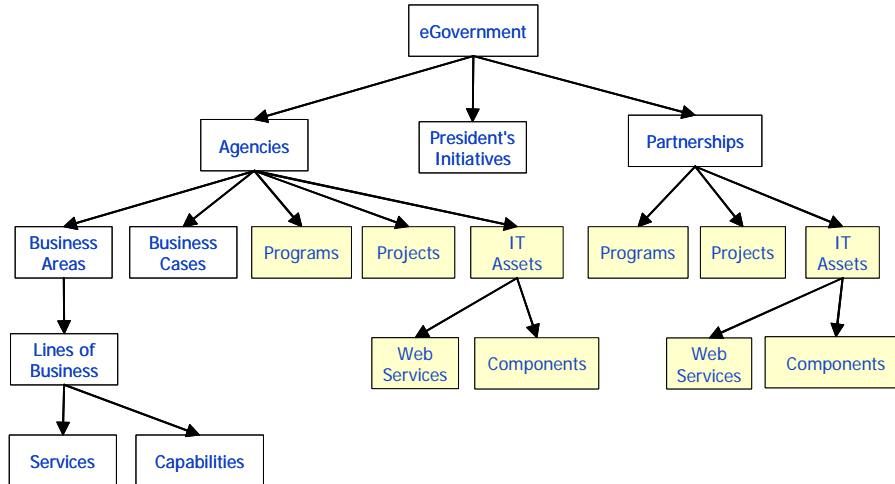 eGovernment
Agencies
President's
Initiatives
Partnerships
Business
Areas
Business
Cases
Programs
Projects
IT
Assets
Programs
Projects
IT
Assets
Lines of
Business
Web
Services
Components
Web
Services
Components
Services
Capabilities